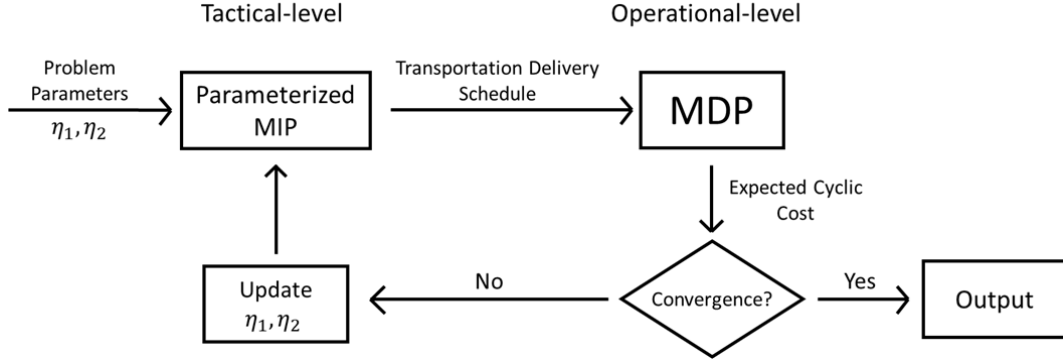 Tactical-level
Operational-level
Problem
Parameters
η₁, η₂
Parameterized
MIP
Transportation Delivery
Schedule
MDP
Expected Cyclic
Cost
Convergence?
No
Yes
Update
η₁, η₂
Output